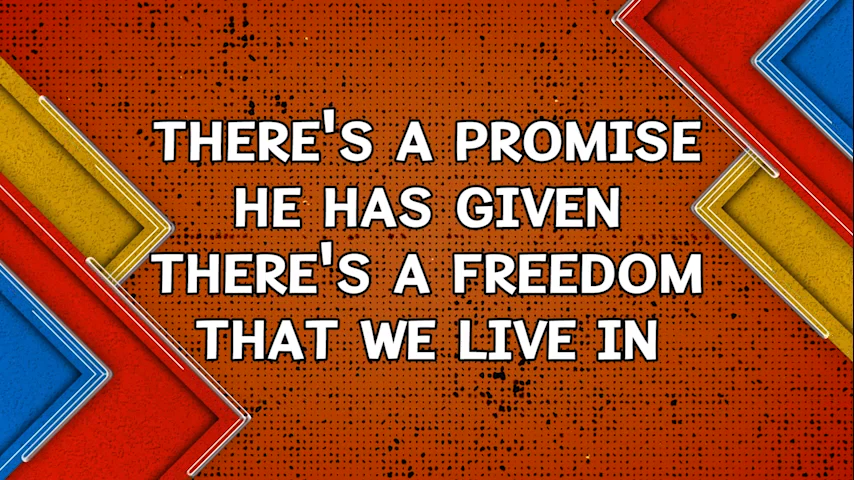 THERE'S A PROMISE
HE HAS GIVEN
THERE'S A FREEDOM
THAT WE LIVE IN